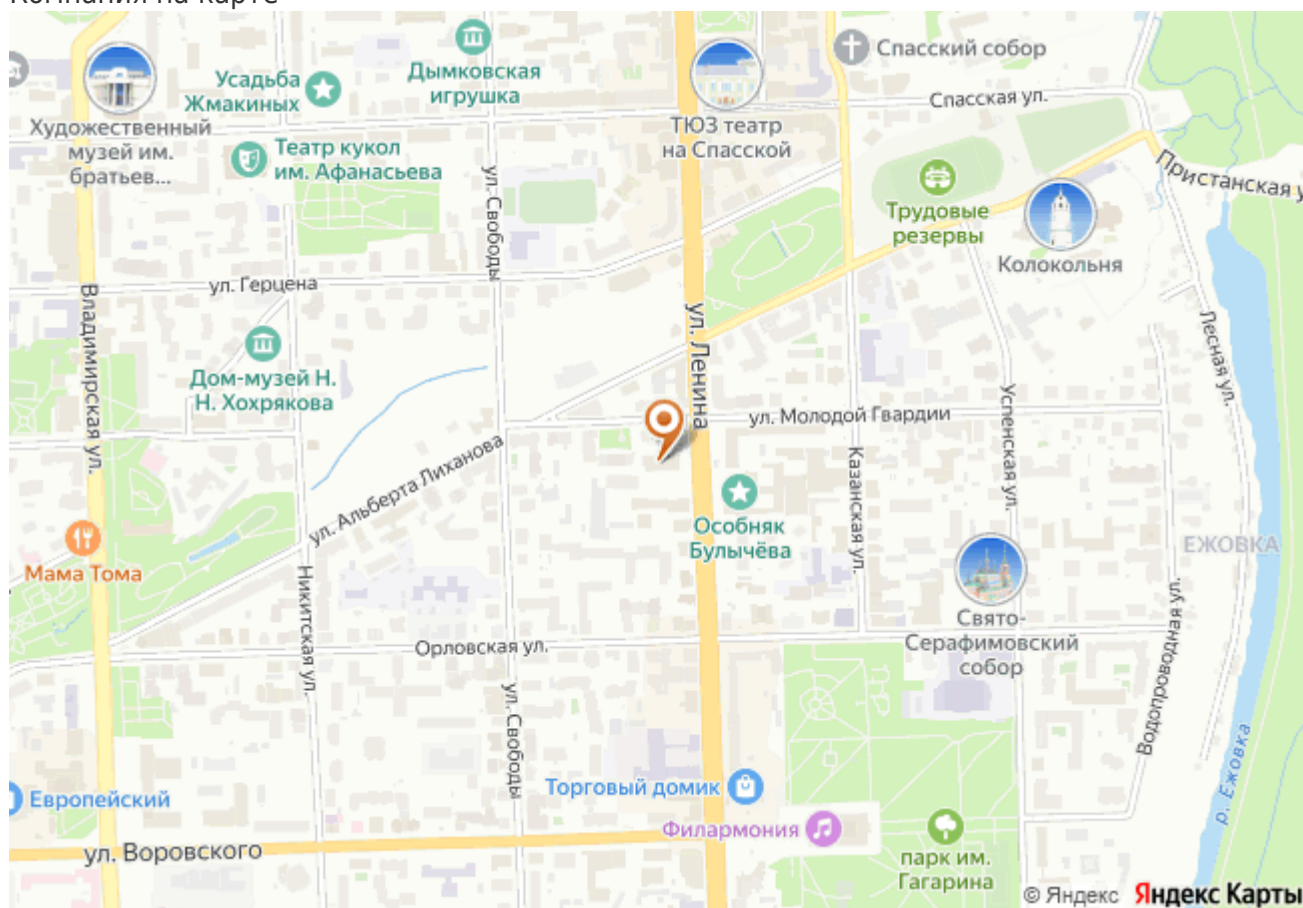 Компания на карте
Спасский собор
Усадьба
Жмакиных
Дымковская
игрушка
Спасская ул.
Художественный
музей им.
братьев...
ТЮЗ театр
на Спасской
Театр кукол
им. Афанасьева
Пристанская у
ул. Свободы
Трудовые
резервы
Колокольня
ул. Герцена
Владимирская ул.
ул. Ленина
Лесная ул.
Дом-музей Н.
Н. Хохрякова
ул. Молодой Гвардии
Успенская ул.
ул. Альберта Лиханова
Казанская ул.
Особняк
Булычёва
Мама Тома
ЕЖОВКА
Никитская ул.
Свято-
Серафимовский
собор
Водопроводная ул.
Орловская ул.
ул. Свободы
р. Ежовка
Европейский
Торговый домик
Филармония
ул. Воровского
парк им.
Гагарина
© Яндекс Яндекс Карты